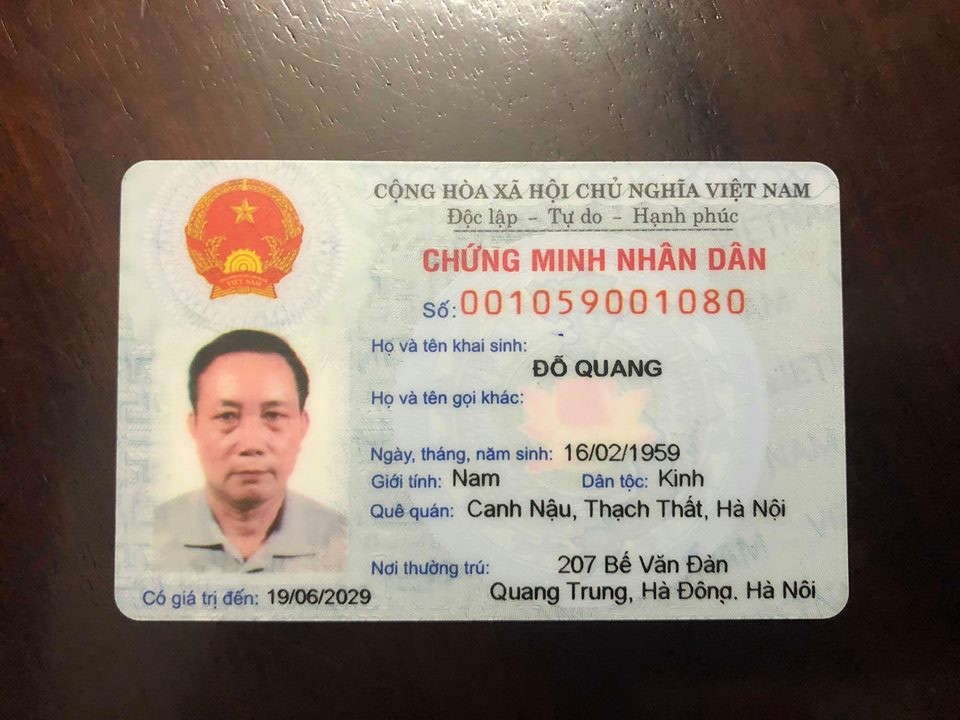 CỘNG HÒA XÃ HỘI CHỦ NGHĨA VIỆT NAM
Độc lập - Tự do - Hạnh phúc
CHỨNG MINH NHÂN DÂN
Số: 001059001080
Họ và tên khai sinh:
ĐỖ QUANG
Họ và tên gọi khác:
Ngày, tháng, năm sinh: 16/02/1959
Giới tính: Nam Dân tộc: Kinh
Quê quán: Canh Nậu, Thạch Thất, Hà Nội
Nơi thường trú: 207 Bế Văn Đàn
Quang Trung, Hà Đông, Hà Nội
Có giá trị đến: 19/06/2029
VIỆT NAM